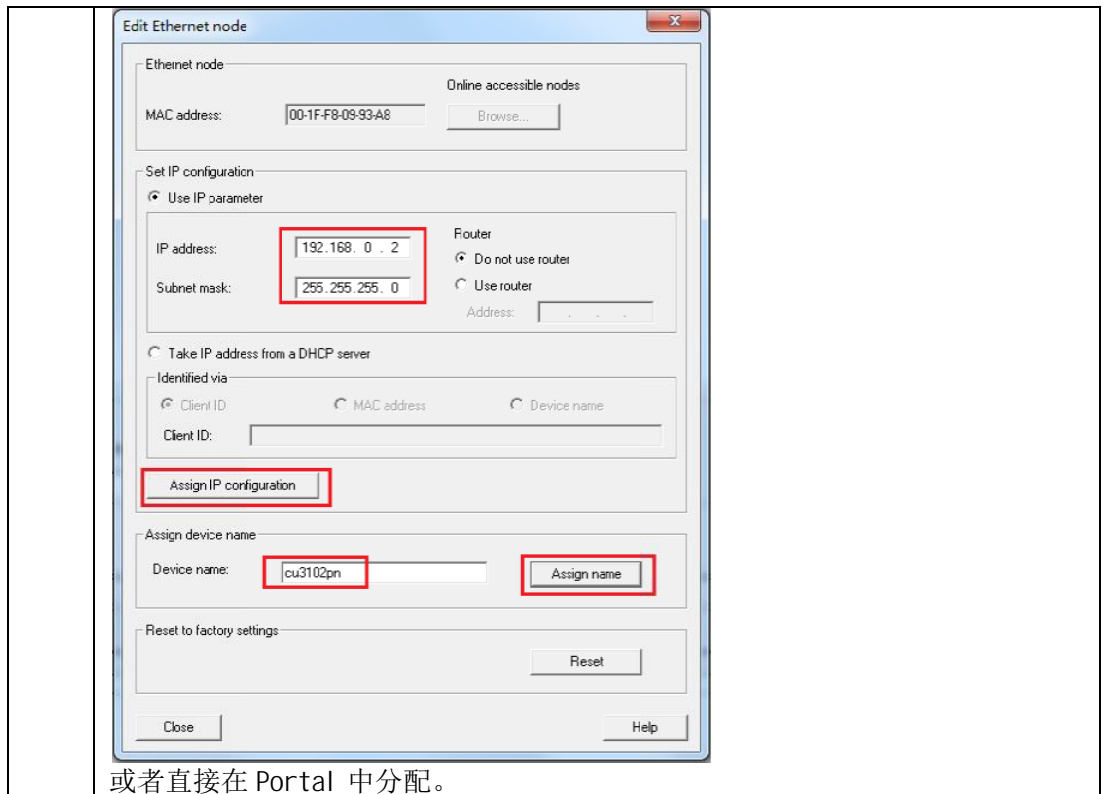 Edit Ethernet node
x
Ethernet node
Online accessible nodes
MAC address: 00-1F-F8-09-93-A8 Browse...
Set IP configuration
Use IP parameter
Router
IP address: 192.168. 0 . 2 Do not use router
Subnet mask: 255.255.255. 0 Use router
Address: . . .
Take IP address from a DHCP server
Identified via
Client ID MAC address Device name
Client ID:
Assign IP configuration
Assign device name
Device name: cu3102pn Assign name
Reset to factory settings
Reset
Close Help
或者直接在 Portal 中分配。